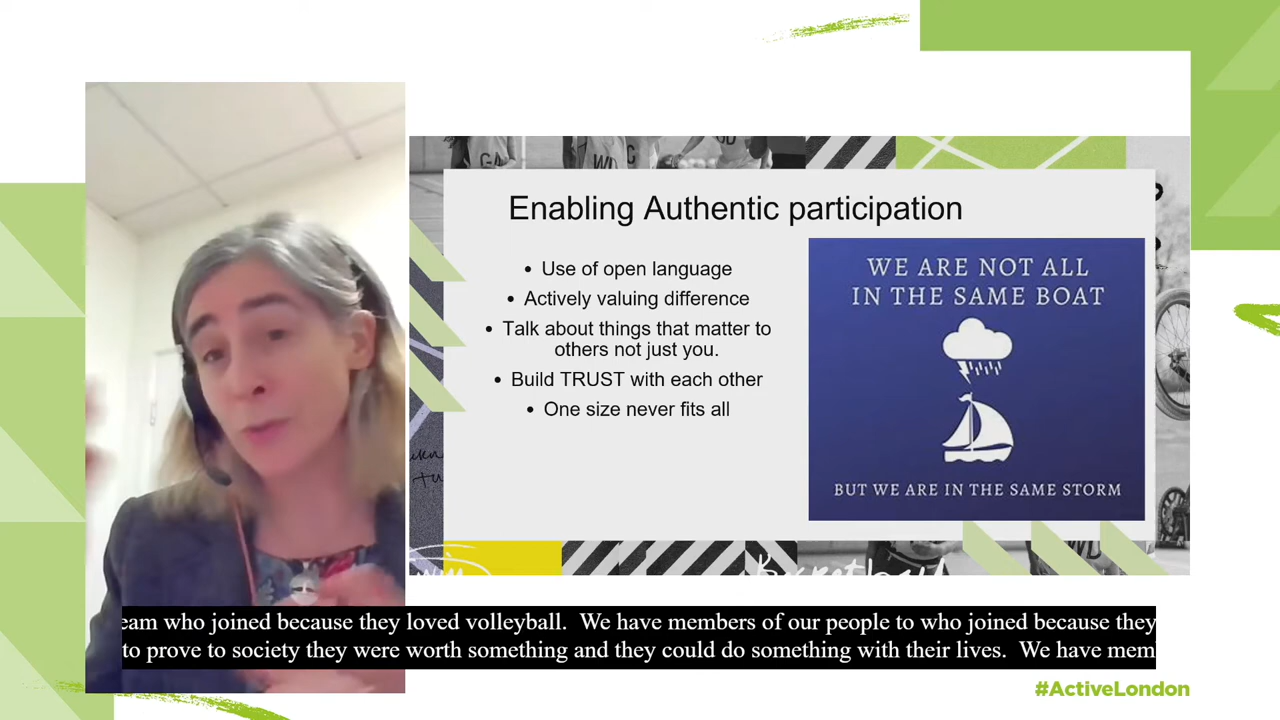 GA
WD
C
Enabling Authentic participation
• Use of open language
• Actively valuing difference
• Talk about things that matter to
others not just you.
• Build TRUST with each other
• One size never fits all
WE ARE NOT ALL
IN THE SAME BOAT
BUT WE ARE IN THE SAME STORM
WD
eam who joined because they loved volleyball. We have members of our people to who joined because they
to prove to society they were worth something and they could do something with their lives. We have mem
#ActiveLondon